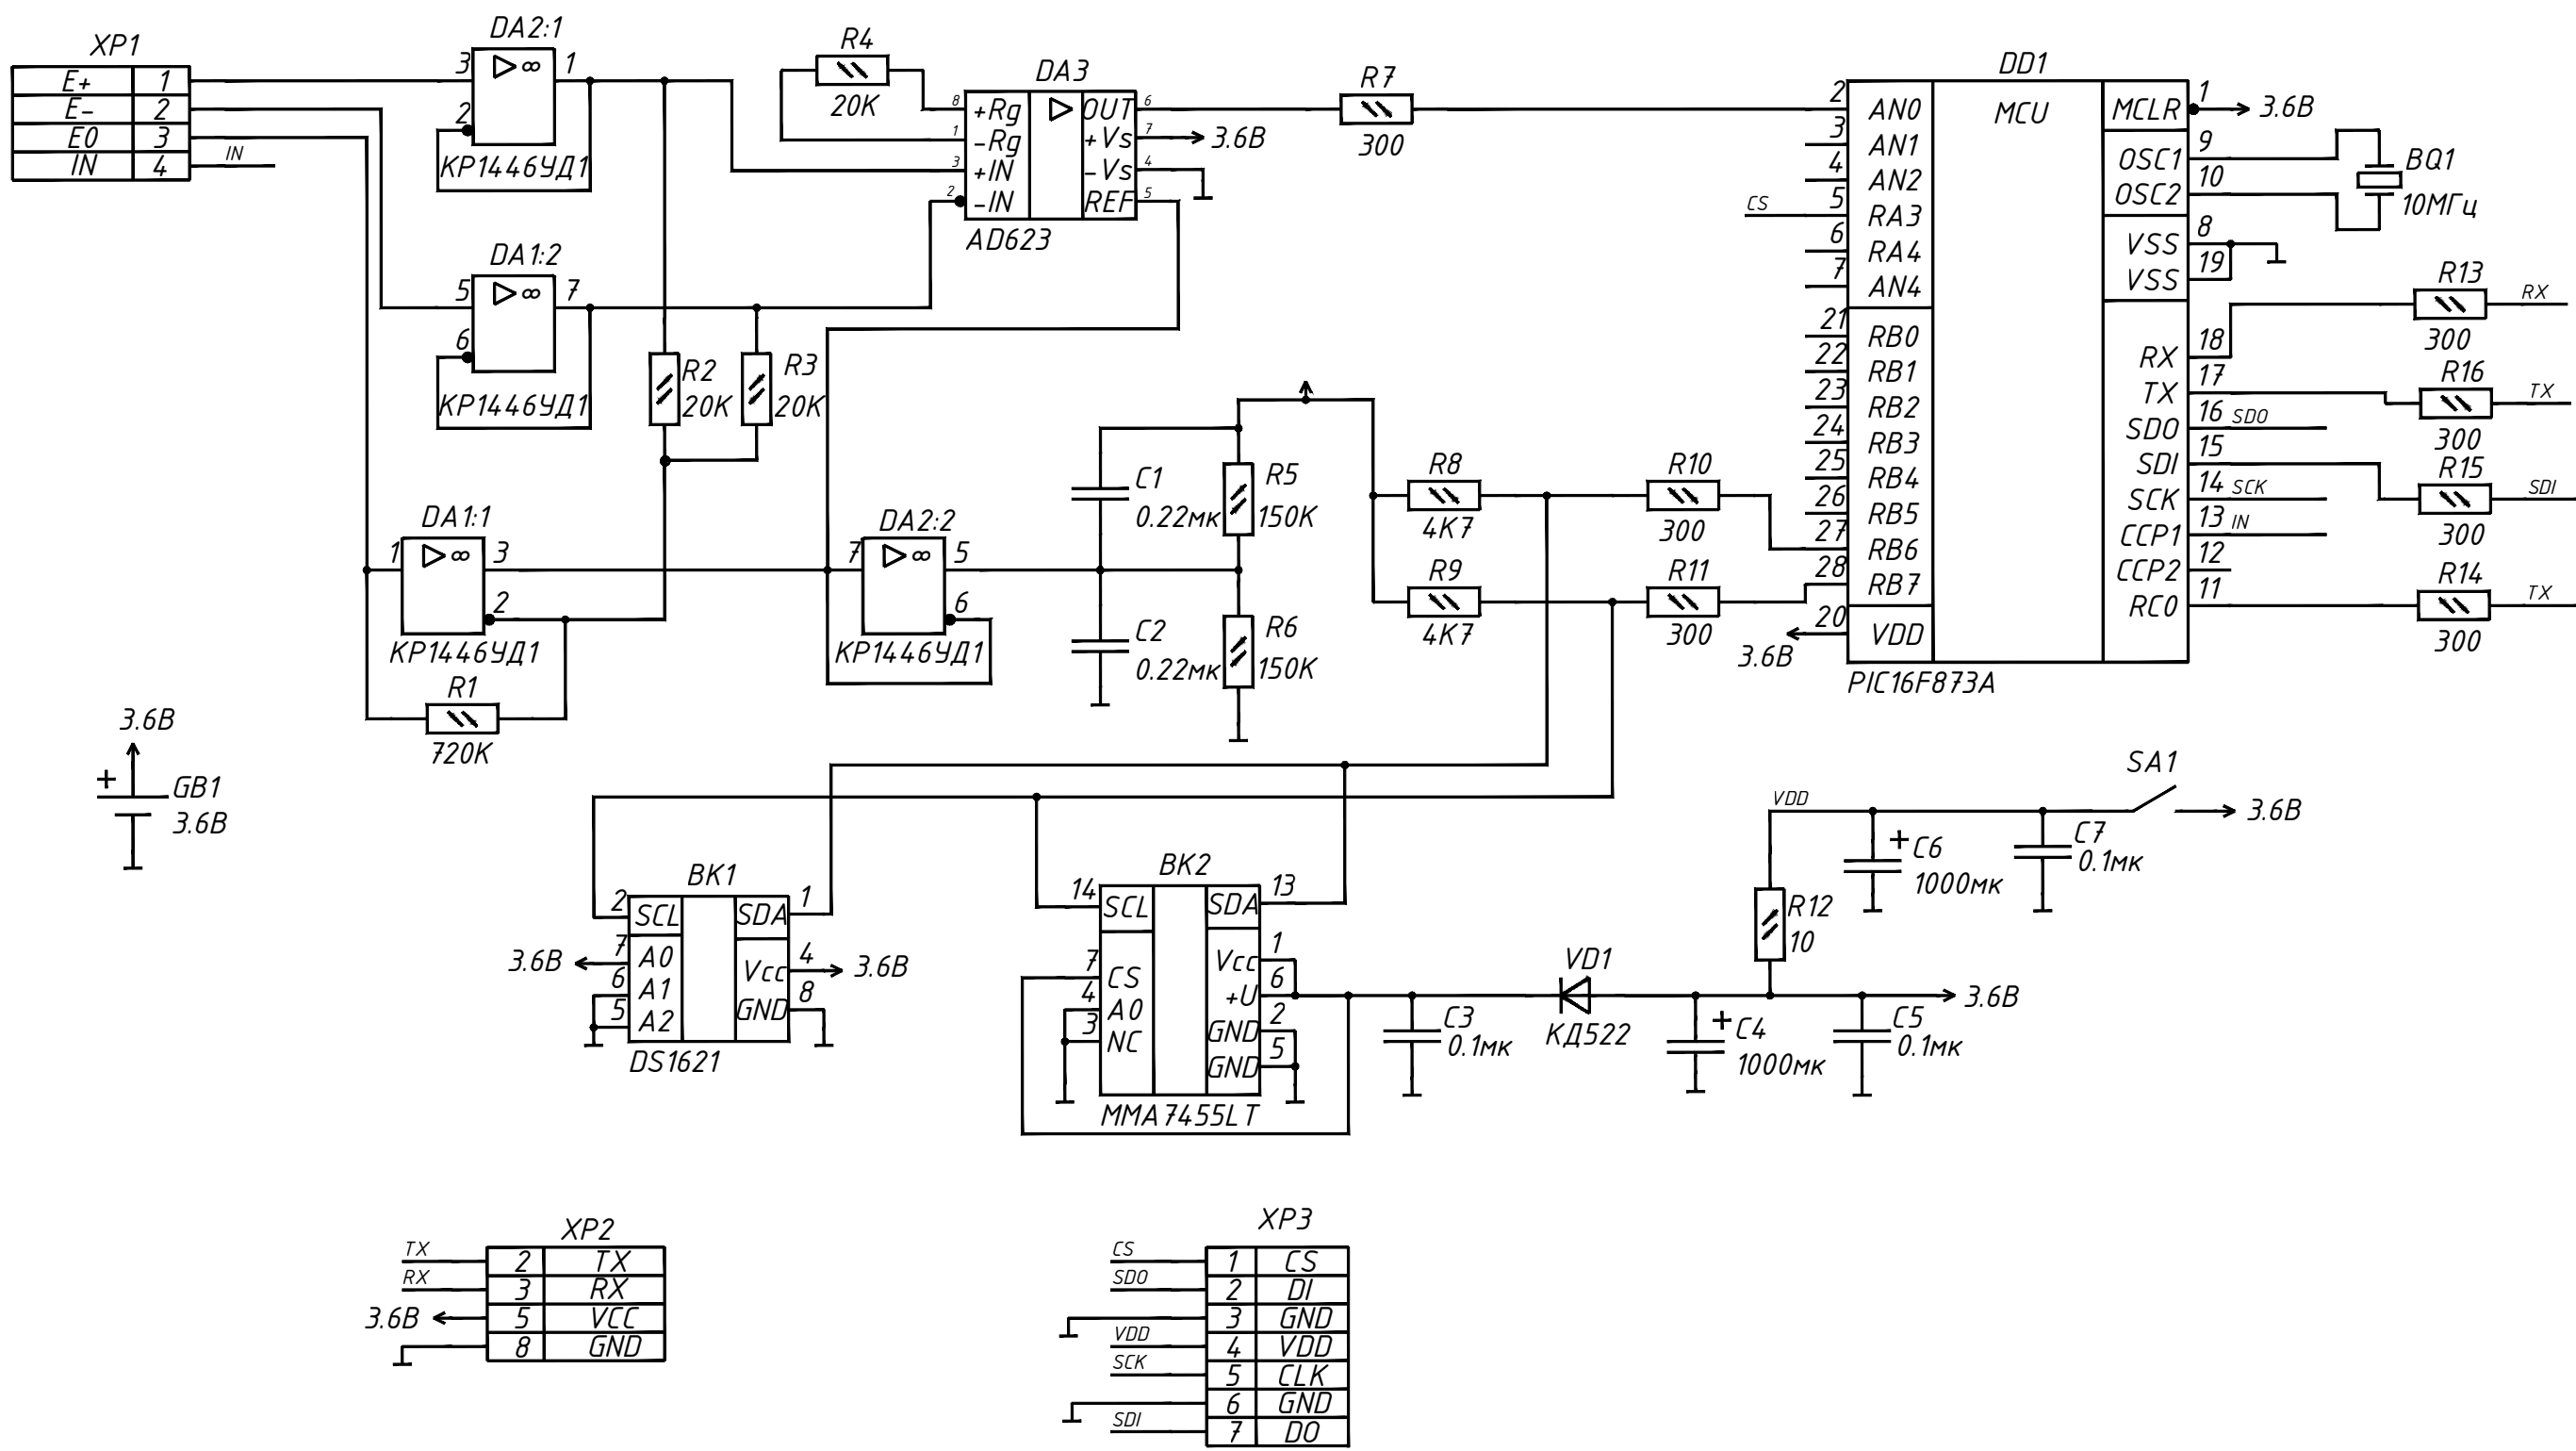 XP1
E+ 1
E- 2
E0 3
IN 4
IN
DA2:1
3 ▷∞ 1
2
КР1446УД1
DA1:2
5 ▷∞ 7
6
КР1446УД1
R4
20K
DA3
8 +Rg ▷ OUT 6
1 -Rg +Vs 7 3.6В
3 +IN -Vs 4
2 -IN REF 5
AD623
R7
300
R2
20K
R3
20K
DA1:1
1 ▷∞ 3
2
КР1446УД1
R1
720K
DA2:2
7 ▷∞ 5
6
КР1446УД1
C1
0.22мк
C2
0.22мк
R5
150K
R6
150K
R8
4K7
R9
4K7
R10
300
R11
300
DD1
MCU
2 AN0
3 AN1
4 AN2
CS 5 RA3
6 RA4
7 AN4
21 RB0
22 RB1
23 RB2
24 RB3
25 RB4
26 RB5
27 RB6
28 RB7
20 VDD
3.6В
MCLR 1 3.6В
OSC1 9
OSC2 10
VSS 8
VSS 19
RX 18
TX 17
SDO 16 SDO
SDI 15
SCK 14 SCK
CCP1 13 IN
CCP2 12
RC0 11
PIC16F873A
BQ1
10МГц
R13 RX
300
R16 TX
300
R15 SDI
300
R14 TX
300
3.6В
+ GB1
3.6В
BK1
2 SCL SDA 1
3.6В 7 A0 Vcc 4 3.6В
6 A1 GND 8
5 A2
DS1621
BK2
14 SCL SDA 13
7 CS Vcc 1
4 A0 +U 6
3 NC GND 2
GND 5
MMA7455LT
C3
0.1мк
VD1
КД522
+ C4
1000мк
C5
0.1мк
3.6В
R12
10
VDD
+ C6
1000мк
C7
0.1мк
SA1
3.6В
XP2
TX 2 TX
RX 3 RX
3.6В 5 VCC
8 GND
XP3
CS 1 CS
SDO 2 DI
3 GND
VDD 4 VDD
SCK 5 CLK
6 GND
SDI 7 DO